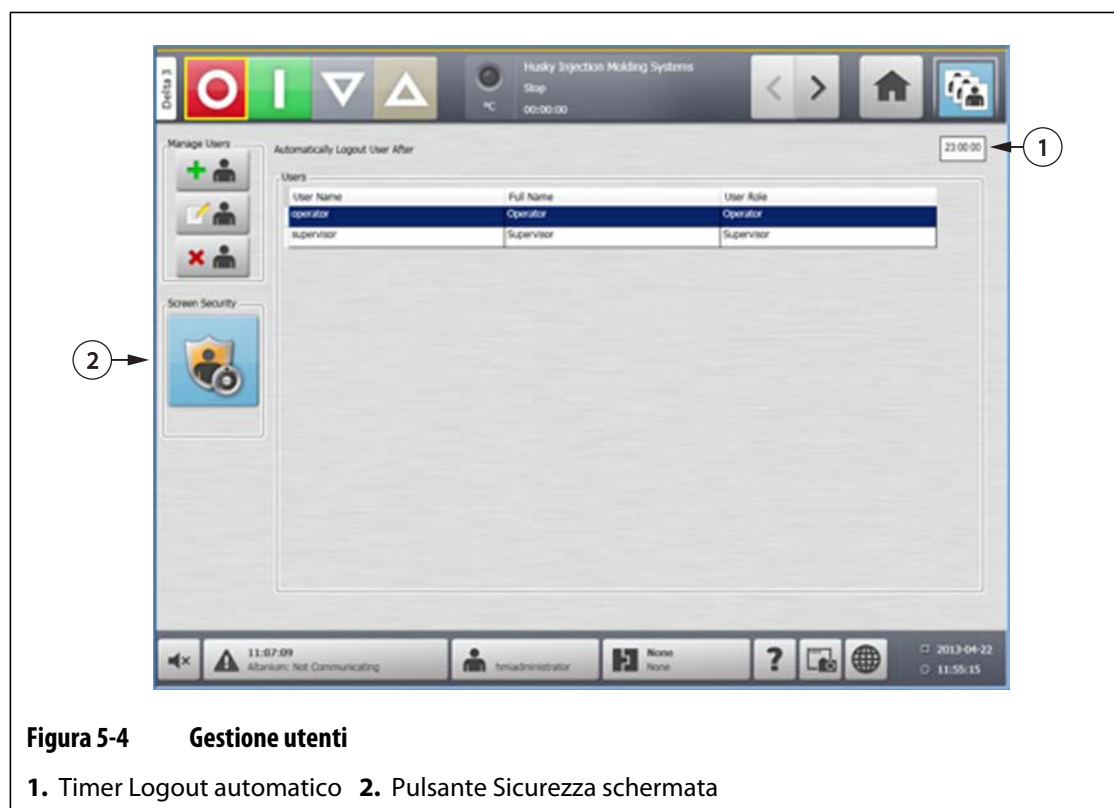 Delta 3
Husky Injection Molding Systems
Stop
°C
00:00:00
Manage Users
Automatically Logout User After
23:00:00
1
Users
User Name Full Name User Role
operator Operator Operator
supervisor Supervisor Supervisor
Screen Security
2
11:07:09
Altanium: Not Communicating
hmiadministrator
None
None
?
2013-04-22
11:55:15
Figura 5-4 Gestione utenti
1. Timer Logout automatico 2. Pulsante Sicurezza schermata